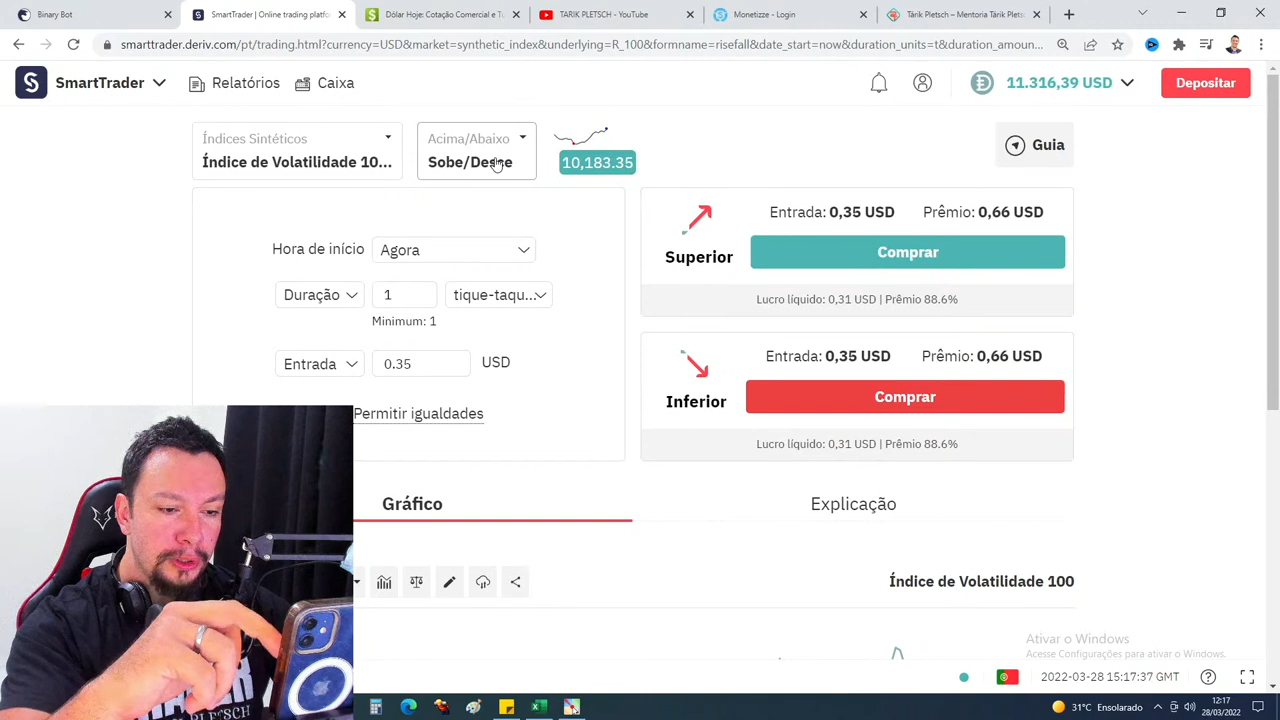 Binary Bot
SmartTrader | Online trading platf
Dólar Hoje: Cotação Comercial e Tu
TARIK PLETSCH - YouTube
Monetizze - Login
Tárik Pletsch – Mentoria Tárik Plets
smarttrader.deriv.com/pt/trading.html?currency=USD&market=synthetic_index&underlying=R_100&formname=risefall&date_start=now&duration_units=t&duration_amoun...
SmartTrader
Relatórios
Caixa
11.316,39 USD
Depositar
Índices Sintéticos
Índice de Volatilidade 10...
Acima/Abaixo
Sobe/Desce
10,183.35
Guia
Hora de início
Agora
Duração
1
tique-taqu...
Minimum: 1
Entrada
0.35
USD
Permitir igualdades
Entrada: 0,35 USD
Prêmio: 0,66 USD
Superior
Comprar
Lucro líquido: 0,31 USD | Prêmio 88.6%
Entrada: 0,35 USD
Prêmio: 0,66 USD
Inferior
Comprar
Lucro líquido: 0,31 USD | Prêmio 88.6%
Gráfico
Explicação
Índice de Volatilidade 100
Ativar o Windows
Acesse Configurações para ativar o Windows.
2022-03-28 15:17:37 GMT
31°C Ensolarado
12:17
28/03/2022
PLETSCH